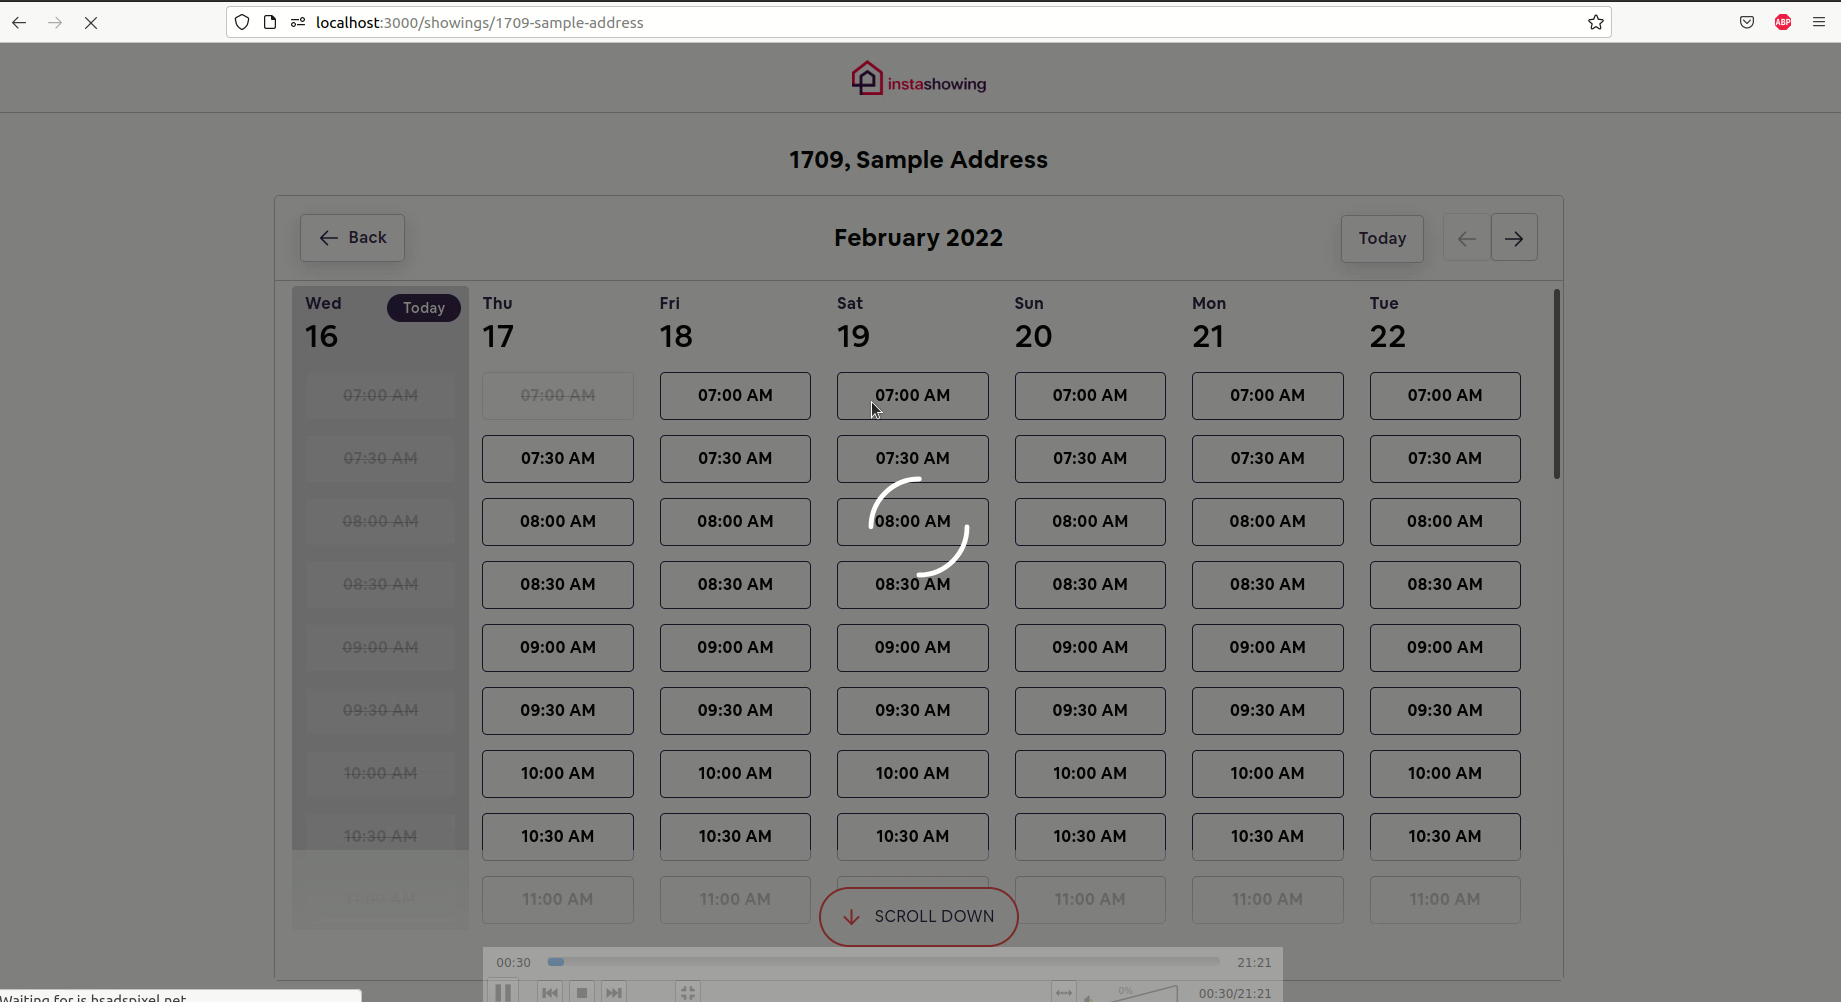 localhost:3000/showings/1709-sample-address
ABP
instashowing
1709, Sample Address
Back
February 2022
Today
Wed Today Thu Fri Sat Sun Mon Tue
16 17 18 19 20 21 22
07:00 AM 07:00 AM 07:00 AM 07:00 AM 07:00 AM 07:00 AM 07:00 AM
07:30 AM 07:30 AM 07:30 AM 07:30 AM 07:30 AM 07:30 AM 07:30 AM
08:00 AM 08:00 AM 08:00 AM 08:00 AM 08:00 AM 08:00 AM 08:00 AM
08:30 AM 08:30 AM 08:30 AM 08:30 AM 08:30 AM 08:30 AM 08:30 AM
09:00 AM 09:00 AM 09:00 AM 09:00 AM 09:00 AM 09:00 AM 09:00 AM
09:30 AM 09:30 AM 09:30 AM 09:30 AM 09:30 AM 09:30 AM 09:30 AM
10:00 AM 10:00 AM 10:00 AM 10:00 AM 10:00 AM 10:00 AM 10:00 AM
10:30 AM 10:30 AM 10:30 AM 10:30 AM 10:30 AM 10:30 AM 10:30 AM
11:00 AM 11:00 AM 11:00 AM 11:00 AM 11:00 AM 11:00 AM
SCROLL DOWN
00:30 21:21
0% 00:30/21:21
Waiting for js.hsadspixel.net